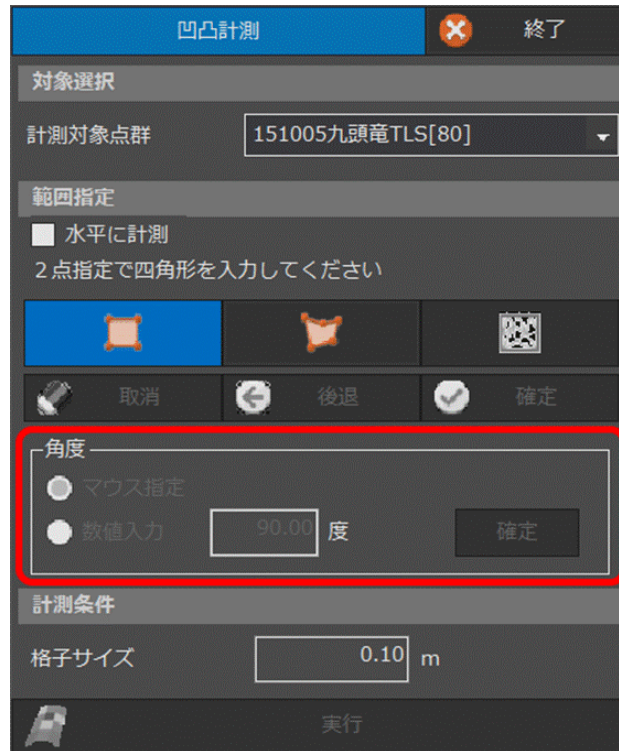 凹凸計測 終了
対象選択
計測対象点群 151005九頭竜TLS[80]
範囲指定
水平に計測
２点指定で四角形を入力してください
取消 後退 確定
角度
マウス指定
数値入力 90.00 度 確定
計測条件
格子サイズ 0.10 m
実行